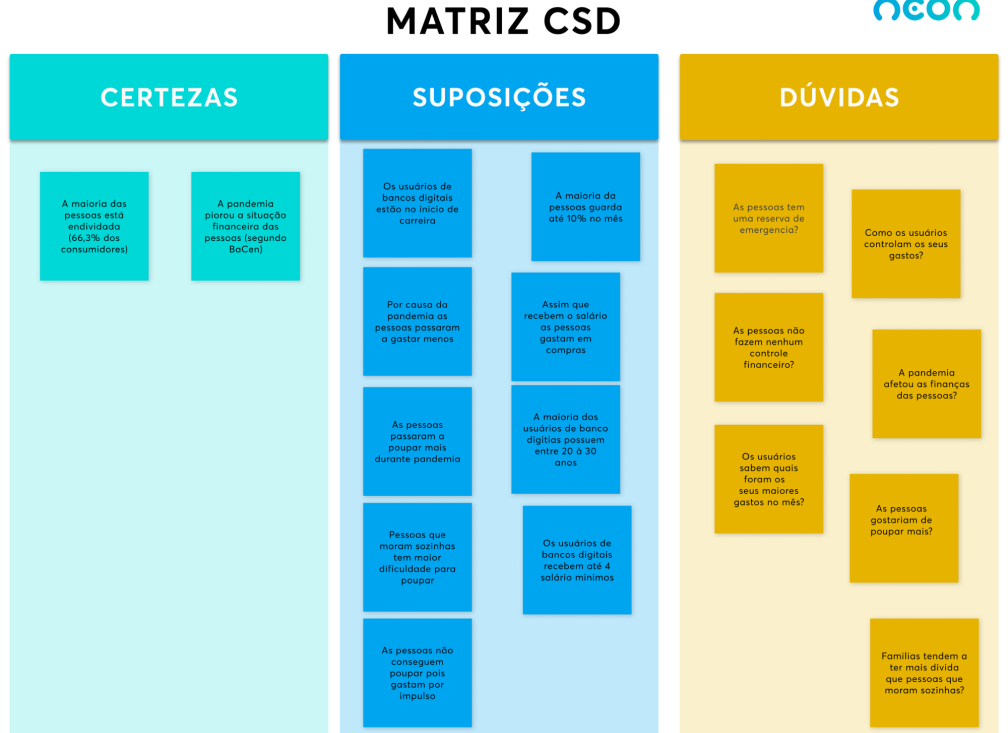 neon
MATRIZ CSD
CERTEZAS
A maioria das
pessoas está
endividada
(66,3% dos
consumidores)
A pandemia
piorou a situação
financeira das
pessoas (segundo
BaCen)
SUPOSIÇÕES
Os usuários de
bancos digitais
estão no inicio de
carreira
A maioria da
pessoas guarda
até 10% no mês
Por causa da
pandemia as
pessoas passaram
a gastar menos
Assim que
recebem o salário
as pessoas
gastam em
compras
As pessoas
passaram a
poupar mais
durante pandemia
A maioria dos
usuários de banco
digitias possuem
entre 20 à 30
anos
Pessoas que
moram sozinhas
tem maior
dificuldade para
poupar
Os usuários de
bancos digitais
recebem até 4
salário minimos
As pessoas não
conseguem
poupar pois
gastam por
impulso
DÚVIDAS
As pessoas tem
uma reserva de
emergencia?
Como os usuários
controlam os seus
gastos?
As pessoas não
fazem nenhum
controle
financeiro?
A pandemia
afetou as finanças
das pessoas?
Os usuários
sabem quais
foram os
seus maiores
gastos no mês?
As pessoas
gostariam de
poupar mais?
Familias tendem a
ter mais divida
que pessoas que
moram sozinhas?